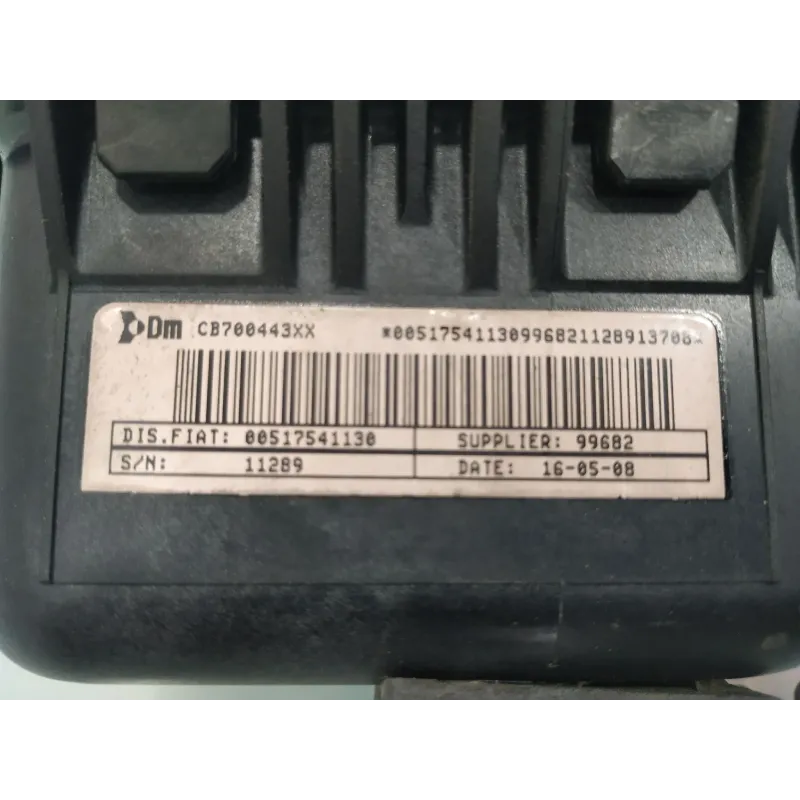 Dm CB700443XX *00517541130996821128913708*
DIS.FIAT: 00517541130 SUPPLIER: 99682
S/N: 11289 DATE: 16-05-08